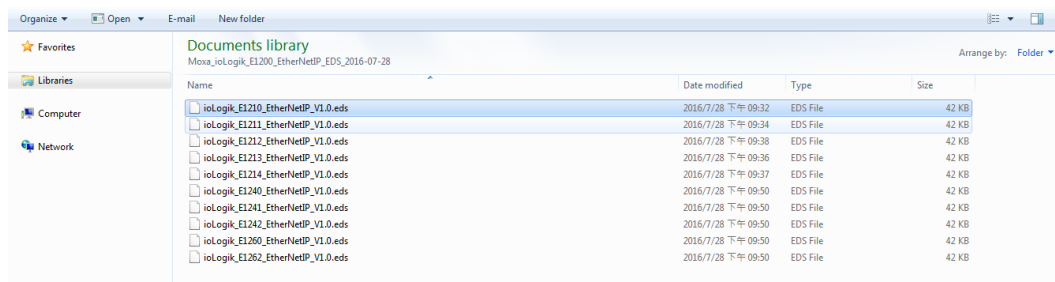 Organize Open E-mail New folder
Favorites
Libraries
Computer
Network
Documents library
Moxa_ioLogik_E1200_EtherNetIP_EDS_2016-07-28
Arrange by: Folder
Name Date modified Type Size
ioLogik_E1210_EtherNetIP_V1.0.eds 2016/7/28 下午 09:32 EDS File 42 KB
ioLogik_E1211_EtherNetIP_V1.0.eds 2016/7/28 下午 09:34 EDS File 42 KB
ioLogik_E1212_EtherNetIP_V1.0.eds 2016/7/28 下午 09:38 EDS File 42 KB
ioLogik_E1213_EtherNetIP_V1.0.eds 2016/7/28 下午 09:36 EDS File 42 KB
ioLogik_E1214_EtherNetIP_V1.0.eds 2016/7/28 下午 09:37 EDS File 42 KB
ioLogik_E1240_EtherNetIP_V1.0.eds 2016/7/28 下午 09:50 EDS File 42 KB
ioLogik_E1241_EtherNetIP_V1.0.eds 2016/7/28 下午 09:50 EDS File 42 KB
ioLogik_E1242_EtherNetIP_V1.0.eds 2016/7/28 下午 09:50 EDS File 42 KB
ioLogik_E1260_EtherNetIP_V1.0.eds 2016/7/28 下午 09:50 EDS File 42 KB
ioLogik_E1262_EtherNetIP_V1.0.eds 2016/7/28 下午 09:50 EDS File 42 KB